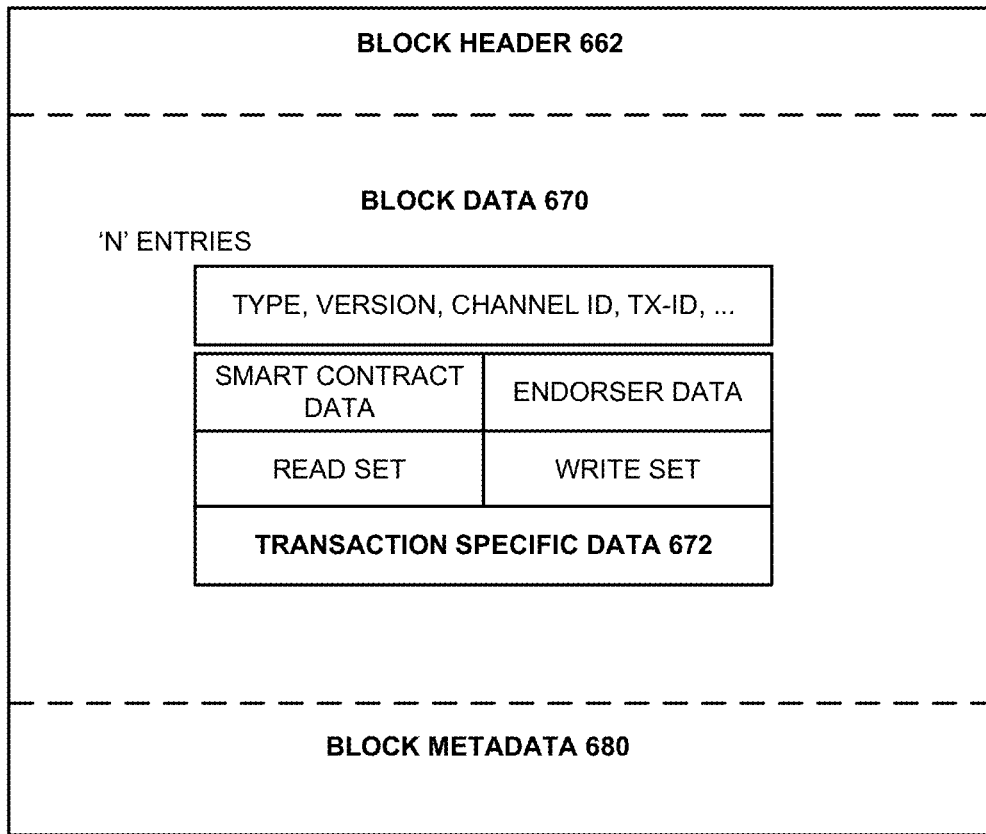 BLOCK HEADER 662
BLOCK DATA 670
‘N’ ENTRIES
TYPE, VERSION, CHANNEL ID, TX-ID, ...
SMART CONTRACT
DATA
ENDORSER DATA
READ SET
WRITE SET
TRANSACTION SPECIFIC DATA 672
BLOCK METADATA 680